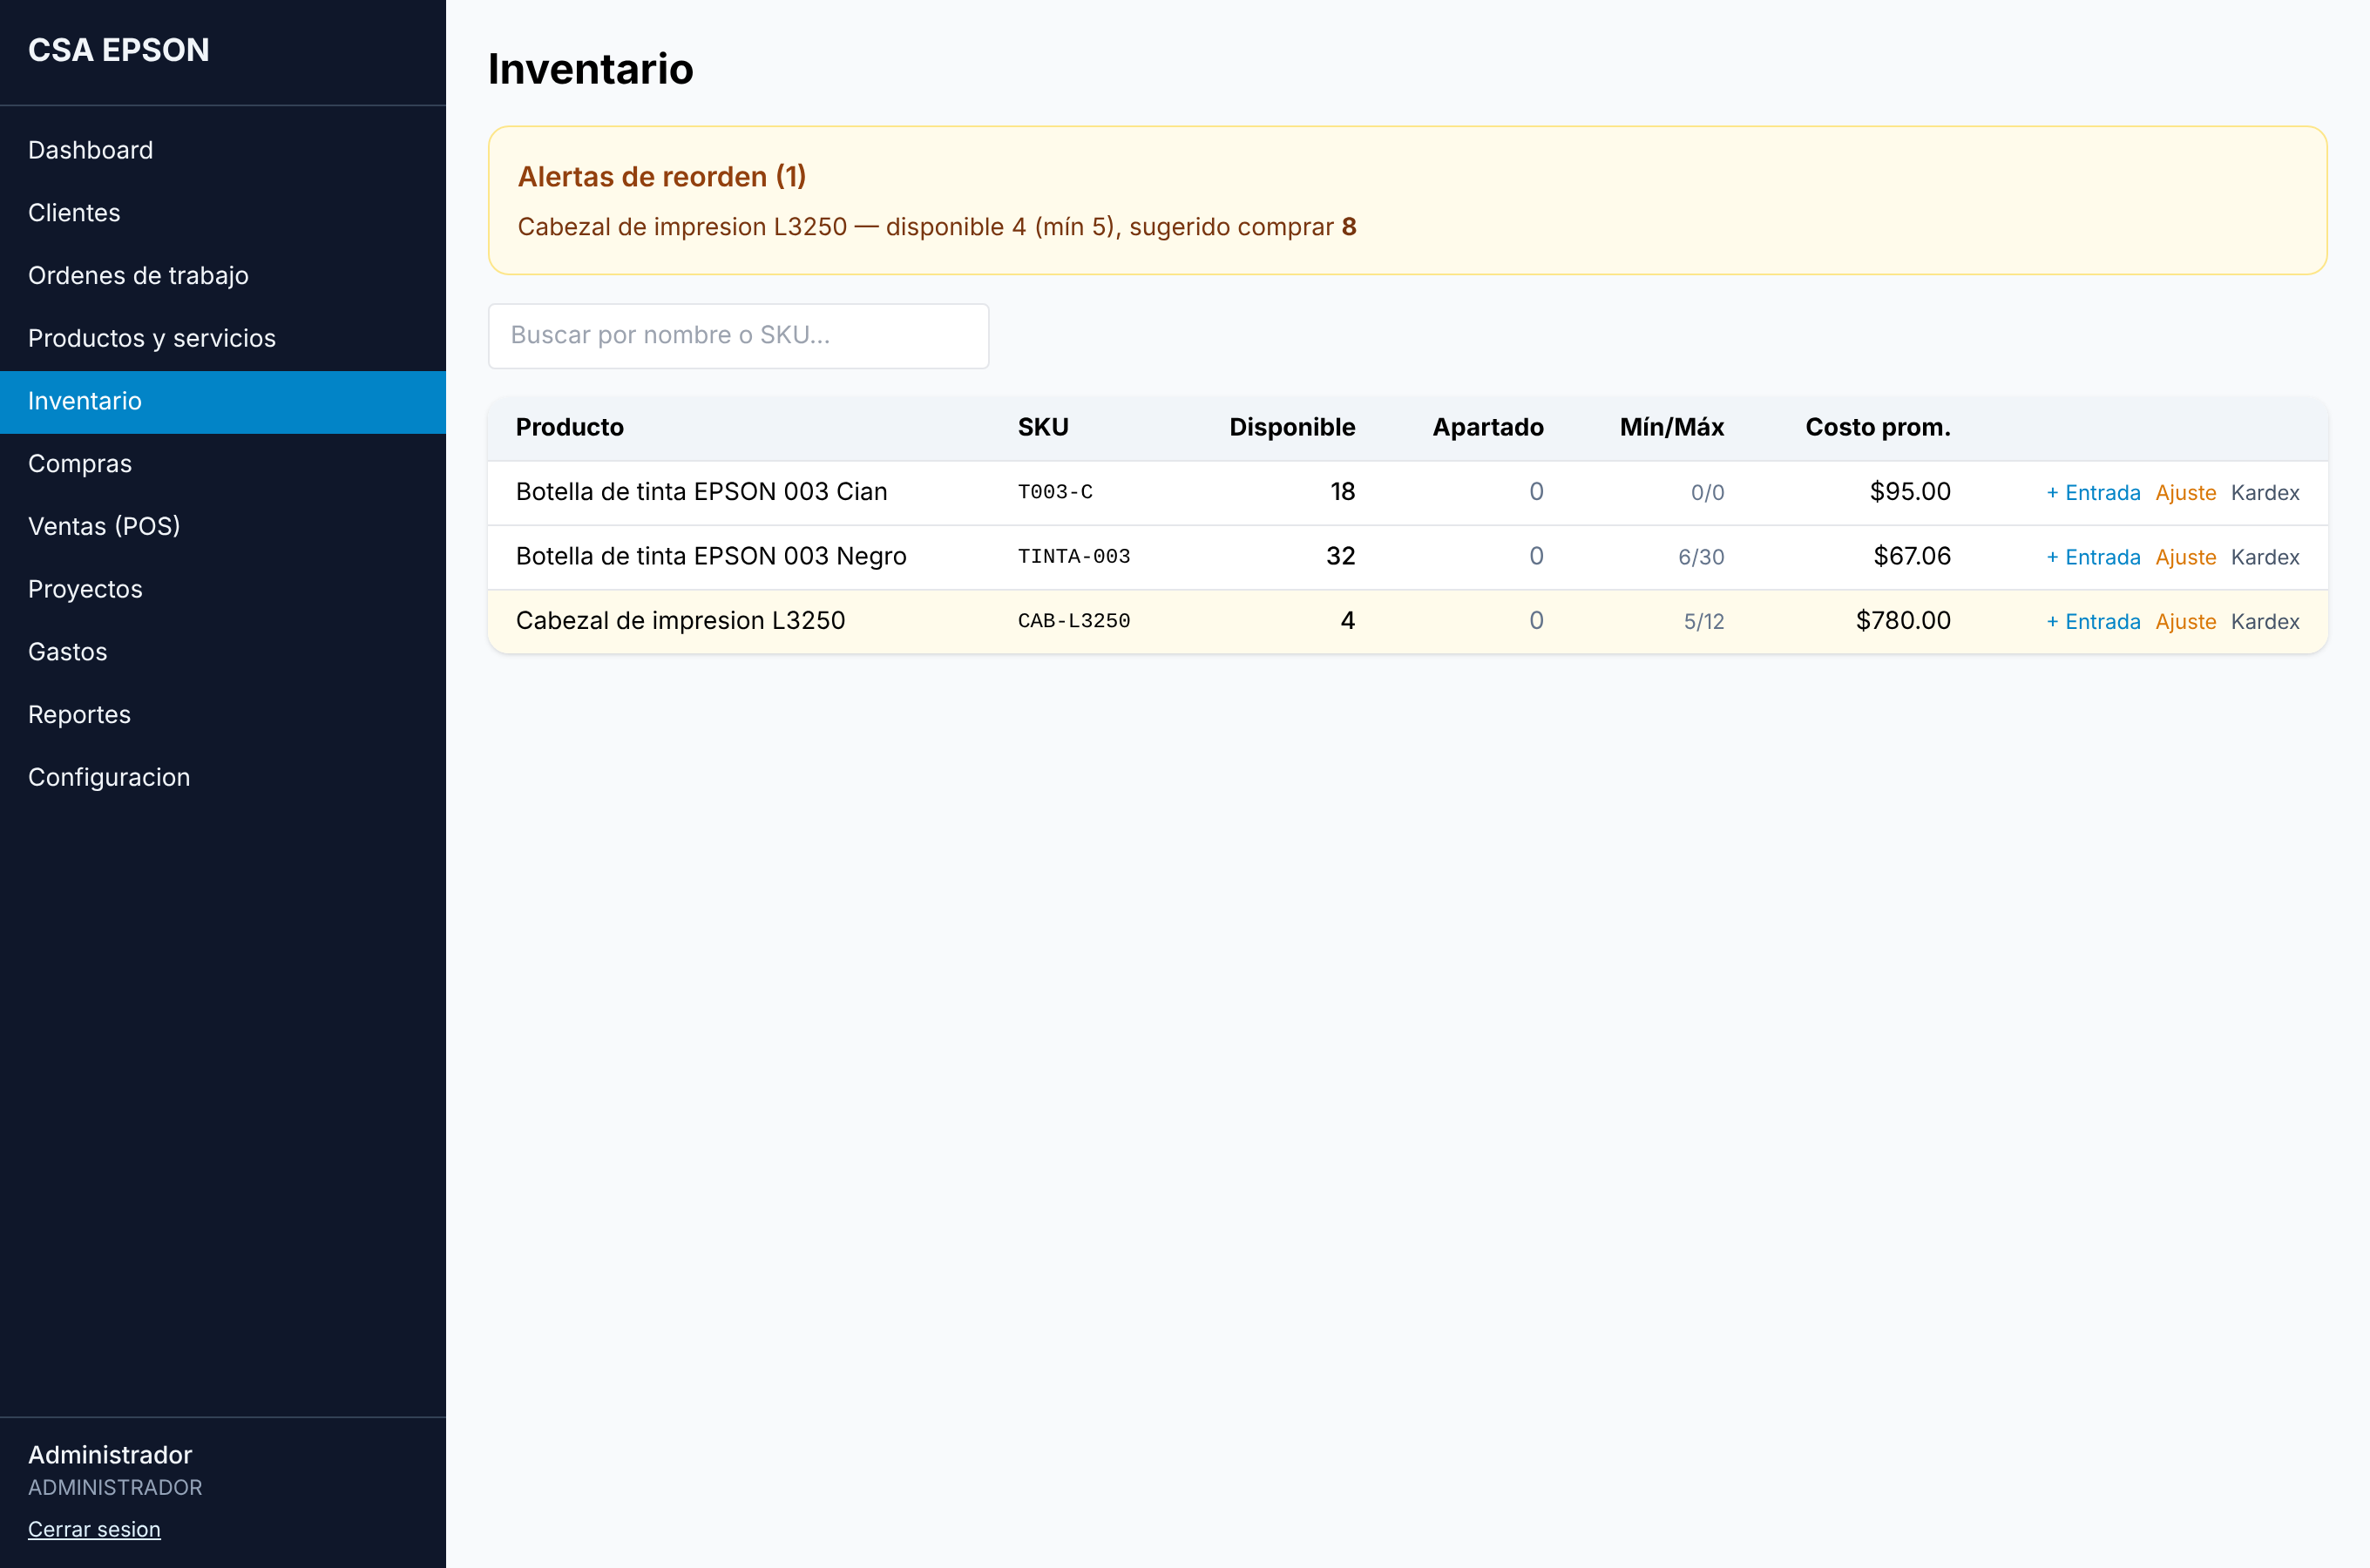 CSA EPSON
Dashboard
Clientes
Ordenes de trabajo
Productos y servicios
Inventario
Compras
Ventas (POS)
Proyectos
Gastos
Reportes
Configuracion
Administrador
ADMINISTRADOR
Cerrar sesion
Inventario
Alertas de reorden (1)
Cabezal de impresion L3250 — disponible 4 (mín 5), sugerido comprar 8
Buscar por nombre o SKU...
Producto SKU Disponible Apartado Mín/Máx Costo prom.
Botella de tinta EPSON 003 Cian T003-C 18 0 0/0 $95.00 + Entrada Ajuste Kardex
Botella de tinta EPSON 003 Negro TINTA-003 32 0 6/30 $67.06 + Entrada Ajuste Kardex
Cabezal de impresion L3250 CAB-L3250 4 0 5/12 $780.00 + Entrada Ajuste Kardex